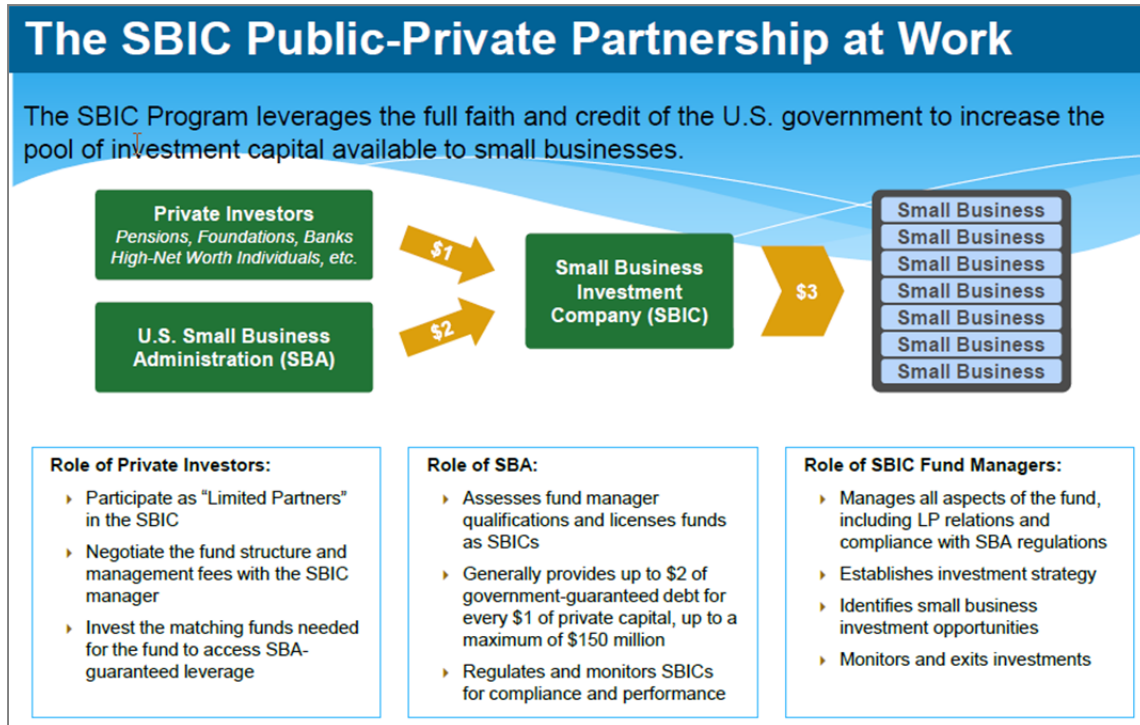 The SBIC Public-Private Partnership at Work
The SBIC Program leverages the full faith and credit of the U.S. government to increase the
pool of investment capital available to small businesses.
Private Investors
Pensions, Foundations, Banks
High-Net Worth Individuals, etc.
$1
U.S. Small Business
Administration (SBA)
$2
Small Business
Investment
Company (SBIC)
$3
Small Business
Small Business
Small Business
Small Business
Small Business
Small Business
Small Business
Role of Private Investors:
Participate as “Limited Partners”
in the SBIC
Negotiate the fund structure and
management fees with the SBIC
manager
Invest the matching funds needed
for the fund to access SBA-
guaranteed leverage
Role of SBA:
Assesses fund manager
qualifications and licenses funds
as SBICs
Generally provides up to $2 of
government-guaranteed debt for
every $1 of private capital, up to a
maximum of $150 million
Regulates and monitors SBICs
for compliance and performance
Role of SBIC Fund Managers:
Manages all aspects of the fund,
including LP relations and
compliance with SBA regulations
Establishes investment strategy
Identifies small business
investment opportunities
Monitors and exits investments